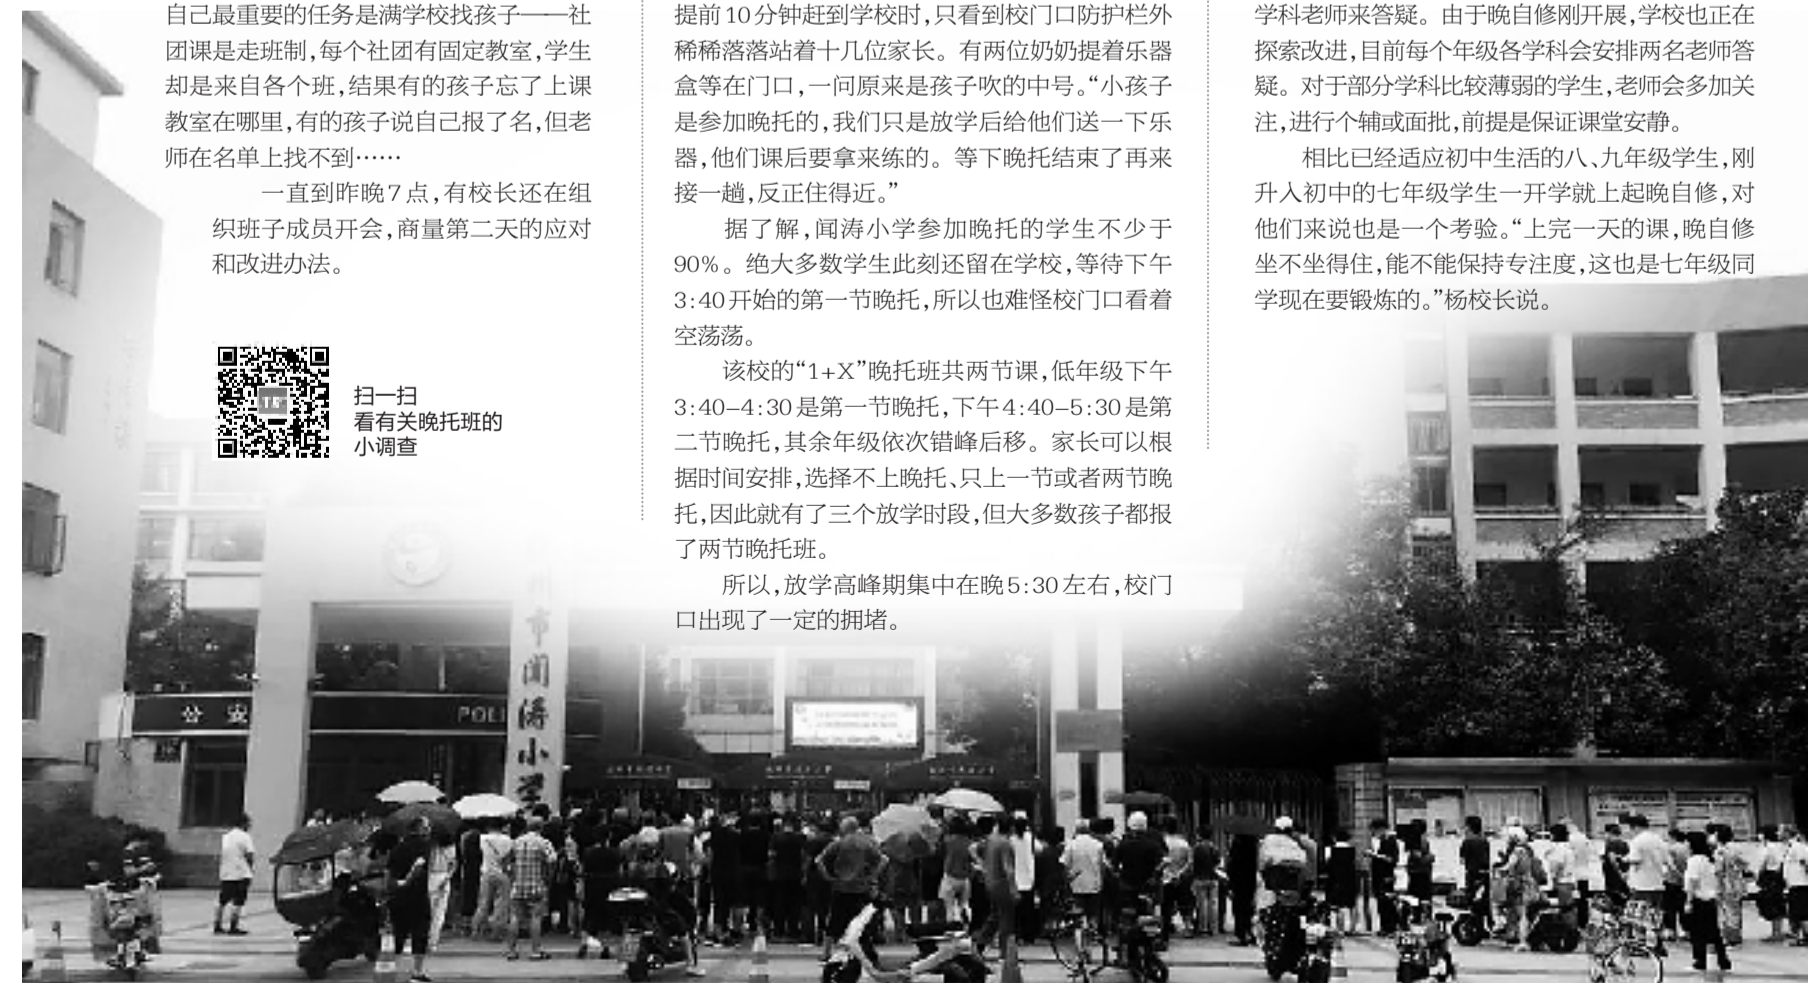 自己最重要的任务是满学校找孩子——社
团课是走班制,每个社团有固定教室,学生
却是来自各个班,结果有的孩子忘了上课
教室在哪里,有的孩子说自己报了名,但老
师在名单上找不到……
一直到昨晚7点,有校长还在组
织班子成员开会,商量第二天的应对
和改进办法。
扫一扫
看有关晚托班的
小调查
提前10分钟赶到学校时,只看到校门口防护栏外
稀稀落落站着十几位家长。有两位奶奶提着乐器
盒等在门口,一问原来是孩子吹的中号。“小孩子
是参加晚托的,我们只是放学后给他们送一下乐
器,他们课后要拿来练的。等下晚托结束了再来
接一趟,反正住得近。”
据了解,闻涛小学参加晚托的学生不少于
90%。绝大多数学生此刻还留在学校,等待下午
3:40开始的第一节晚托,所以也难怪校门口看着
空荡荡。
该校的“1+X”晚托班共两节课,低年级下午
3:40—4:30是第一节晚托,下午4:40—5:30是第
二节晚托,其余年级依次错峰后移。家长可以根
据时间安排,选择不上晚托、只上一节或者两节晚
托,因此就有了三个放学时段,但大多数孩子都报
了两节晚托班。
所以,放学高峰期集中在晚5:30左右,校门
口出现了一定的拥堵。
学科老师来答疑。由于晚自修刚开展,学校也正在
探索改进,目前每个年级各学科会安排两名老师答
疑。对于部分学科比较薄弱的学生,老师会多加关
注,进行个辅或面批,前提是保证课堂安静。
相比已经适应初中生活的八、九年级学生,刚
升入初中的七年级学生一开学就上起晚自修,对
他们来说也是一个考验。“上完一天的课,晚自修
坐不坐得住,能不能保持专注度,这也是七年级同
学现在要锻炼的。”杨校长说。
公安
POLI
州市闻涛小学